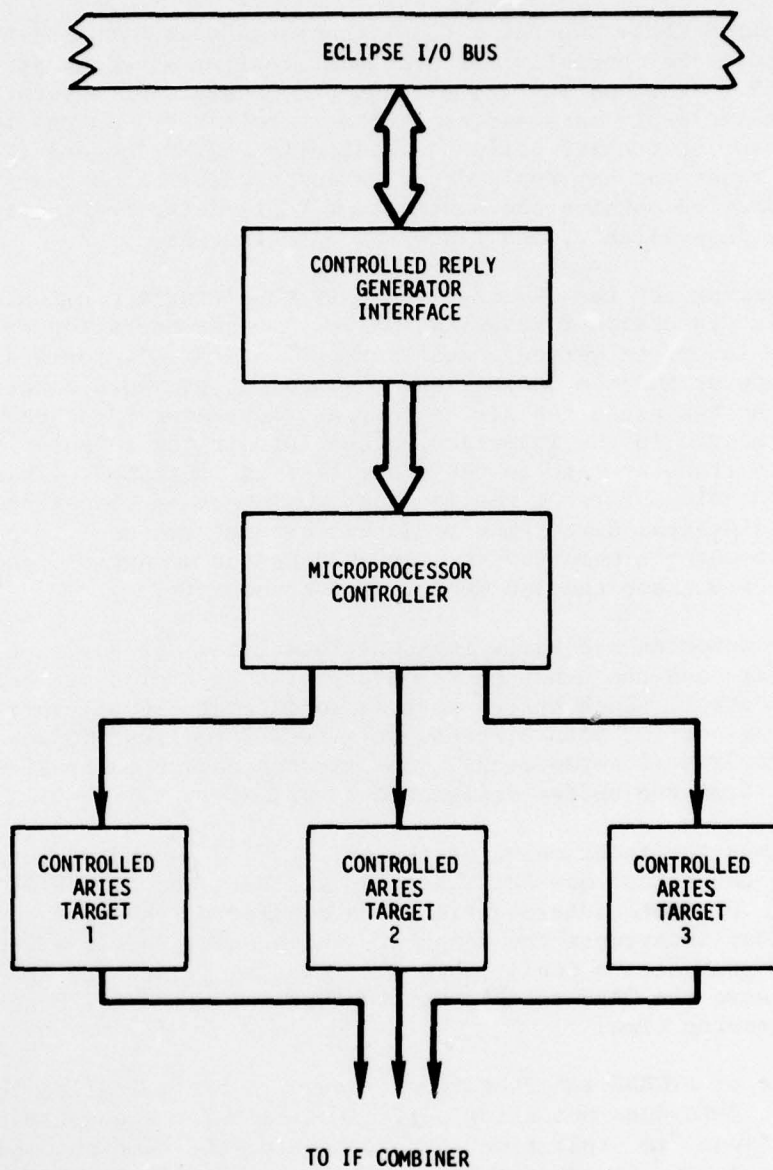 ECLIPSE I/O BUS
CONTROLLED REPLY
GENERATOR
INTERFACE
MICROPROCESSOR
CONTROLLER
CONTROLLED
ARIES
TARGET
1
CONTROLLED
ARIES
TARGET
2
CONTROLLED
ARIES
TARGET
3
TO IF COMBINER